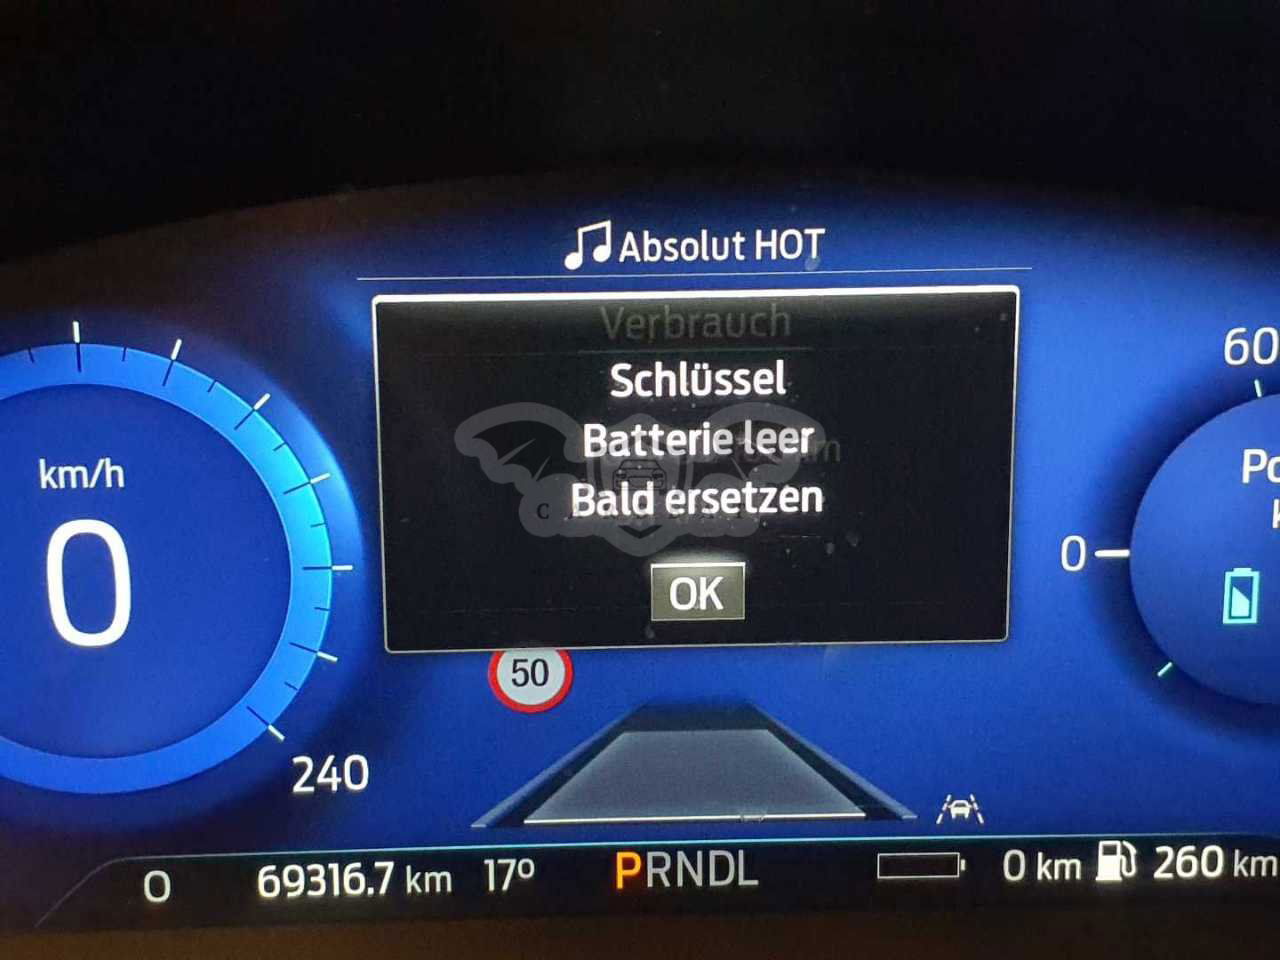 Absolut HOT
Verbrauch
Schlüssel
Batterie leer
Bald ersetzen
OK
km/h
0
240
50
60
0
0
69316.7 km
17°
PRNDL
0 km
260 km